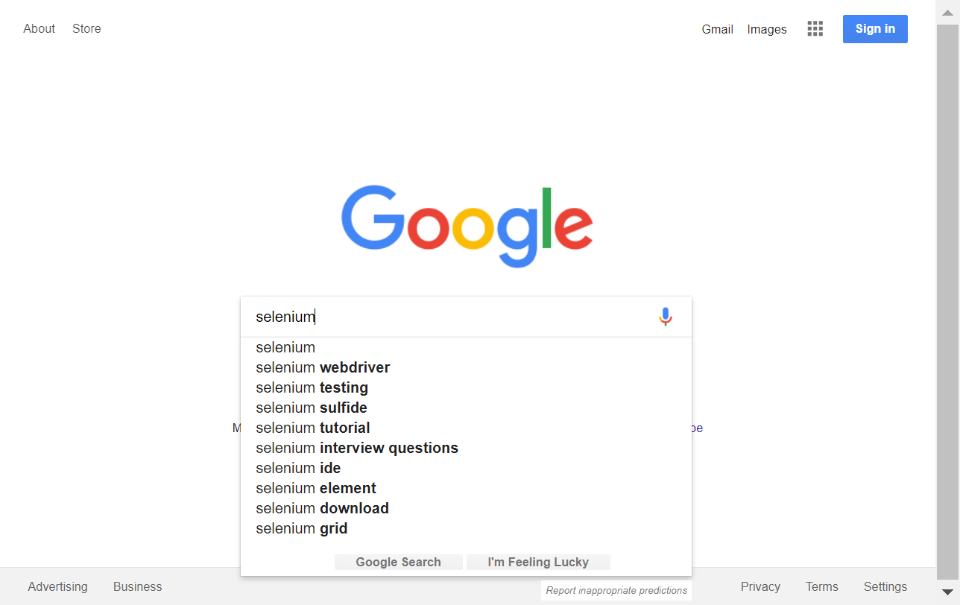 About Store Gmail Images Sign in
Google
selenium
selenium
selenium webdriver
selenium testing
selenium sulfide
selenium tutorial
selenium interview questions
selenium ide
selenium element
selenium download
selenium grid
Google Search I'm Feeling Lucky
Report inappropriate predictions
Advertising Business Privacy Terms Settings